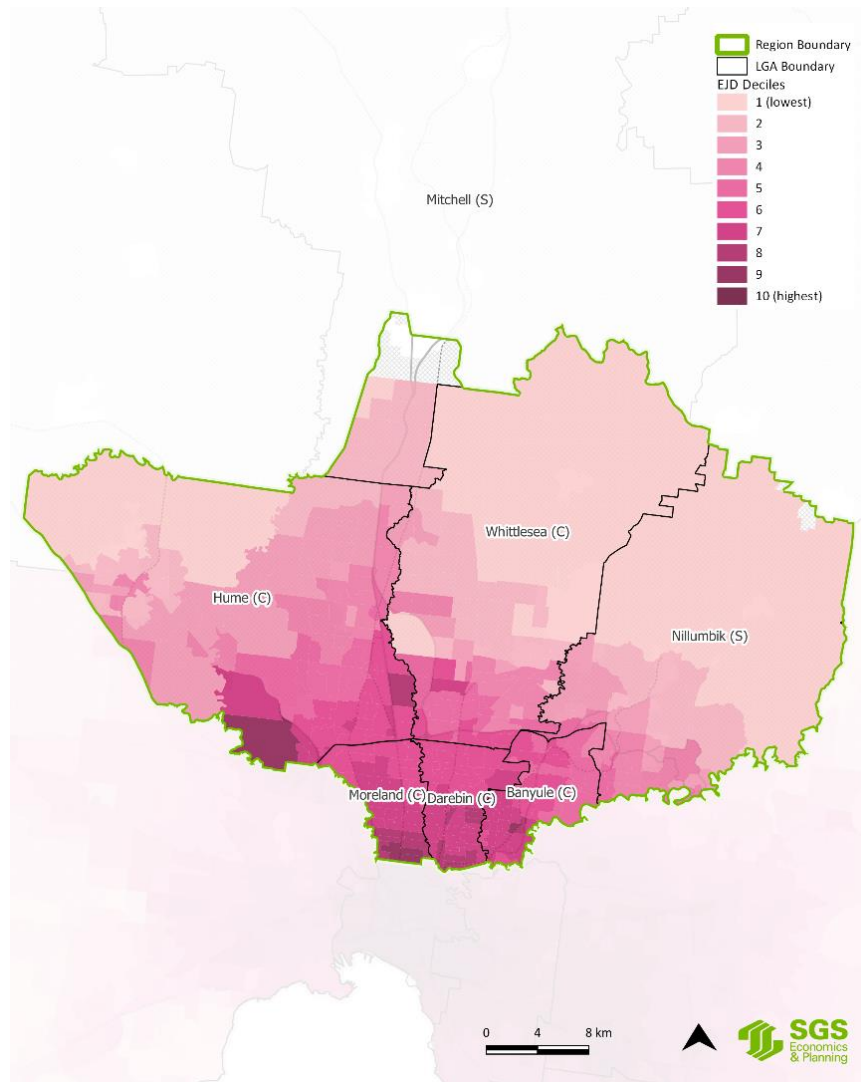 Region Boundary
LGA Boundary
EJD Deciles
1 (lowest)
2
3
4
5
6
7
8
9
10 (highest)
Mitchell (S)
Whittlesea (C)
Hume (C)
Nillumbik (S)
Moreland (C)
Darebin (C)
Banyule (C)
0 4 8 km
SGS
Economics
& Planning